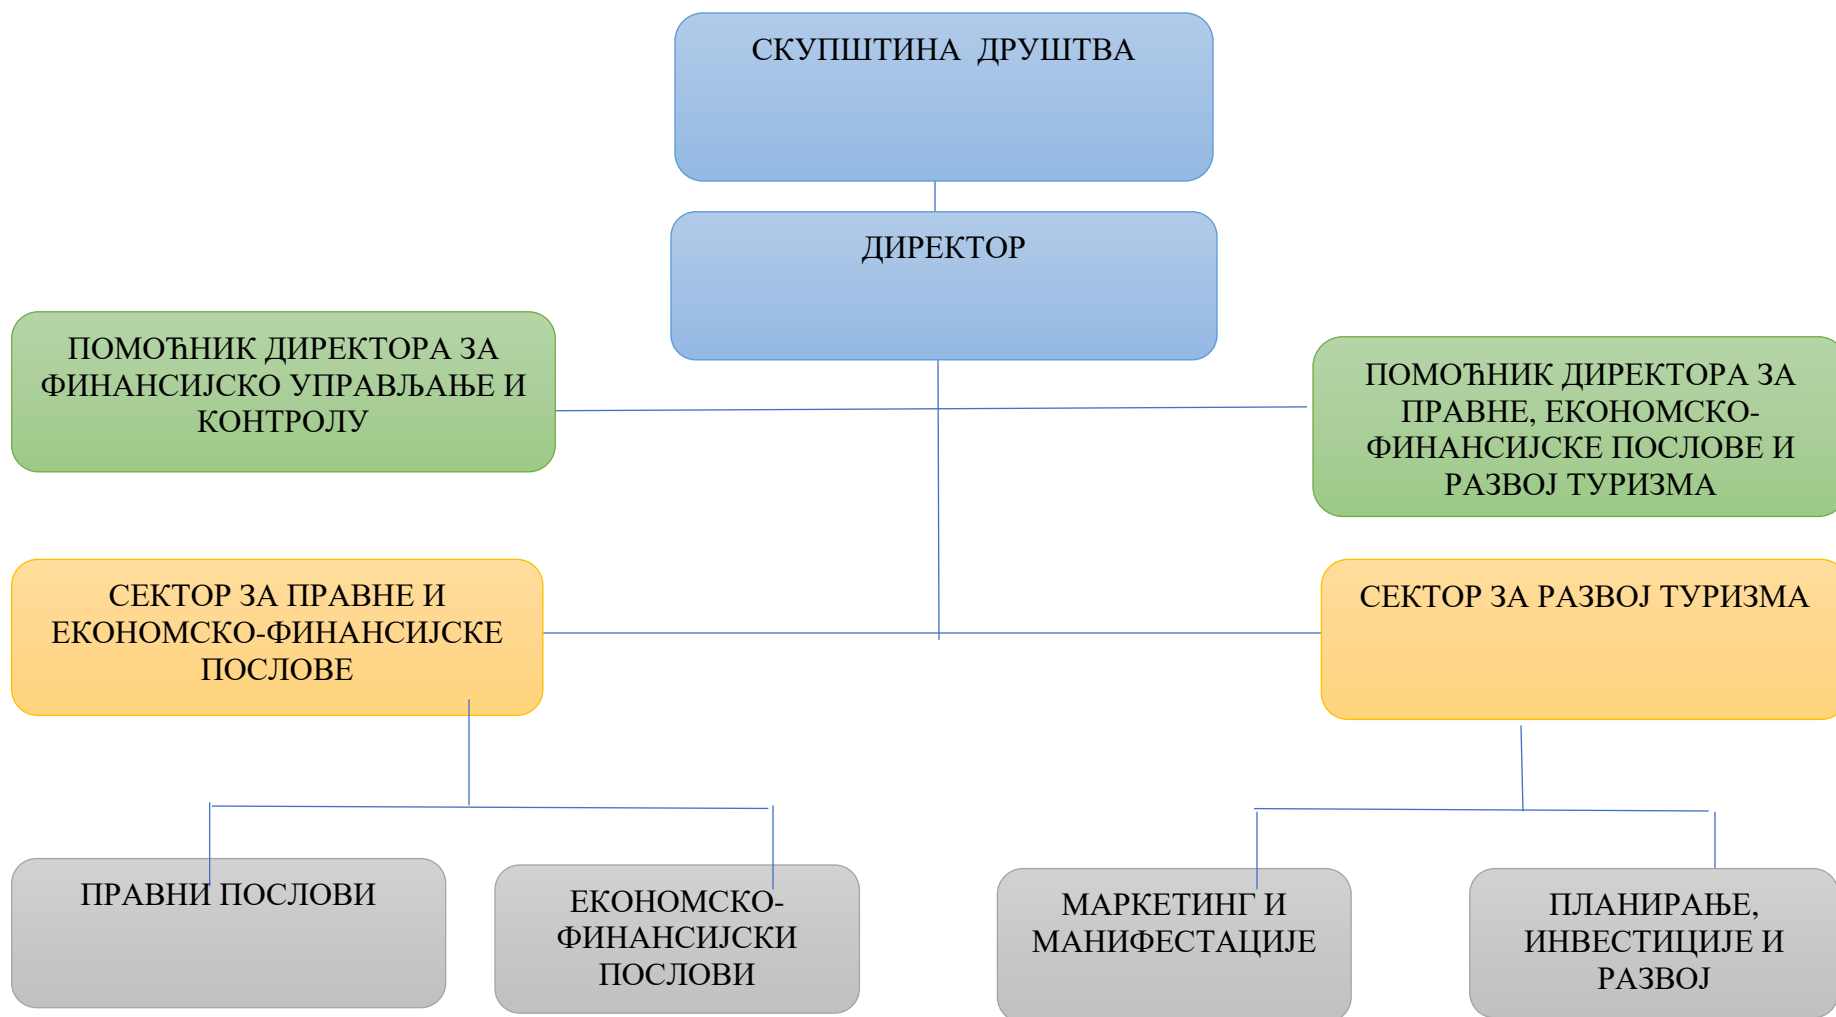 СКУПШТИНА  ДРУШТВА
ДИРЕКТОР
ПОМОЋНИК ДИРЕКТОРА ЗА
ФИНАНСИЈСКО УПРАВЉАЊЕ И
КОНТРОЛУ
ПОМОЋНИК ДИРЕКТОРА ЗА
ПРАВНЕ, ЕКОНОМСКО-
ФИНАНСИЈСКЕ ПОСЛОВЕ И
РАЗВОЈ ТУРИЗМА
СЕКТОР ЗА ПРАВНЕ И
ЕКОНОМСКО-ФИНАНСИЈСКЕ
ПОСЛОВЕ
СЕКТОР ЗА РАЗВОЈ ТУРИЗМА
ПРАВНИ ПОСЛОВИ
ЕКОНОМСКО-
ФИНАНСИЈСКИ
ПОСЛОВИ
МАРКЕТИНГ И
МАНИФЕСТАЦИЈЕ
ПЛАНИРАЊЕ,
ИНВЕСТИЦИЈЕ И
РАЗВОЈ